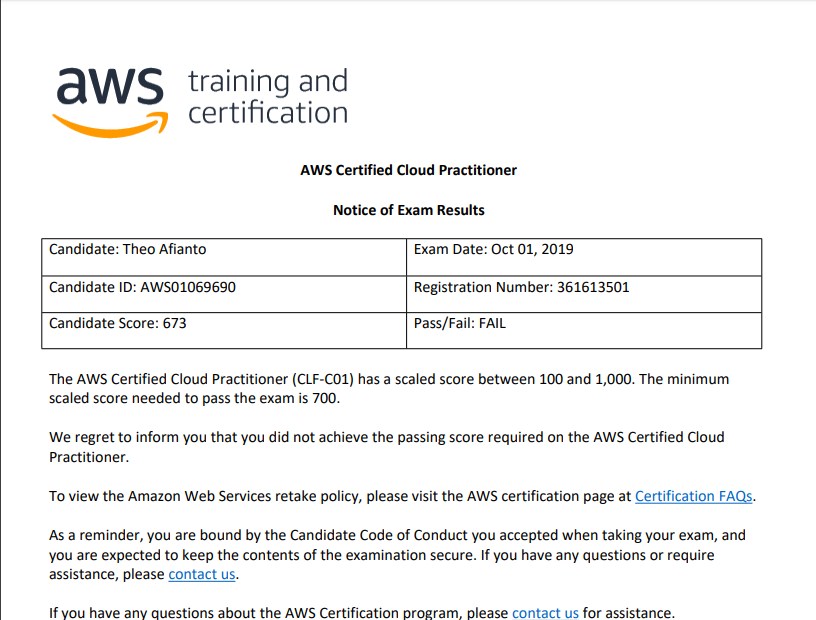 aws training and
certification
AWS Certified Cloud Practitioner
Notice of Exam Results
Candidate: Theo Afianto
Exam Date: Oct 01, 2019
Candidate ID: AWS01069690
Registration Number: 361613501
Candidate Score: 673
Pass/Fail: FAIL
The AWS Certified Cloud Practitioner (CLF-C01) has a scaled score between 100 and 1,000. The minimum
scaled score needed to pass the exam is 700.
We regret to inform you that you did not achieve the passing score required on the AWS Certified Cloud
Practitioner.
To view the Amazon Web Services retake policy, please visit the AWS certification page at Certification FAQs.
As a reminder, you are bound by the Candidate Code of Conduct you accepted when taking your exam, and
you are expected to keep the contents of the examination secure. If you have any questions or require
assistance, please contact us.
If you have any questions about the AWS Certification program, please contact us for assistance.